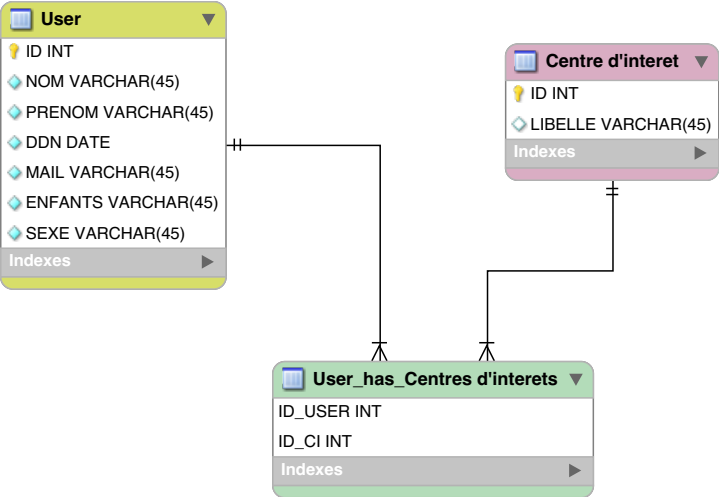 User
ID INT
NOM VARCHAR(45)
PRENOM VARCHAR(45)
DDN DATE
MAIL VARCHAR(45)
ENFANTS VARCHAR(45)
SEXE VARCHAR(45)
Indexes
Centre d'interet
ID INT
LIBELLE VARCHAR(45)
Indexes
User_has_Centres d'interets
ID_USER INT
ID_CI INT
Indexes